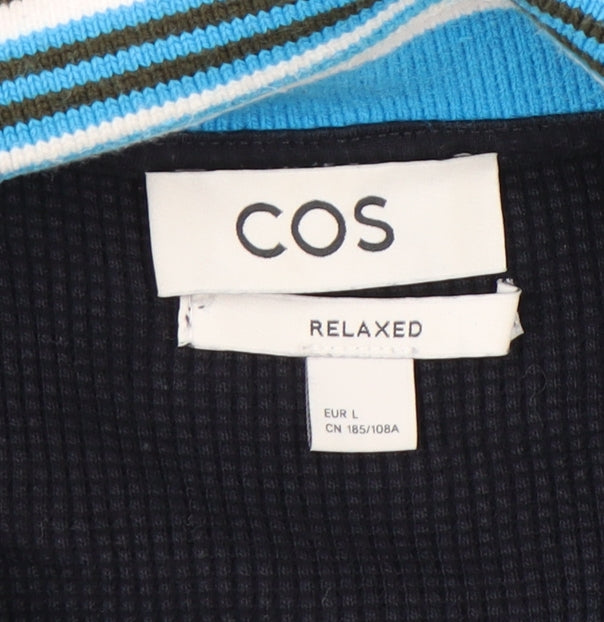 COS
RELAXED
EUR L
CN 185/108A